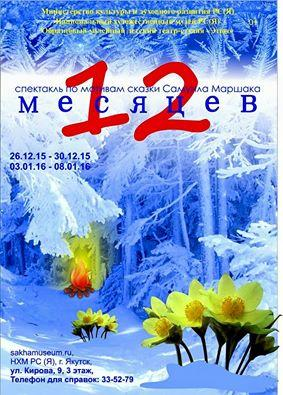 Министерство культуры и духовного развития РС(Я)
Национальный художественный музей РС(Я)
Образцовый музейный детский театр-студия
спектакль по мотивам сказки Самуила Маршака
12
месяцев
26.12.15 - 30.12.15
03.01.16 - 08.01.16
sakhamuseum.ru,
НХМ РС (Я), г. Якутск,
ул. Кирова, 9, 3 этаж,
Телефон для справок: 33-52-79